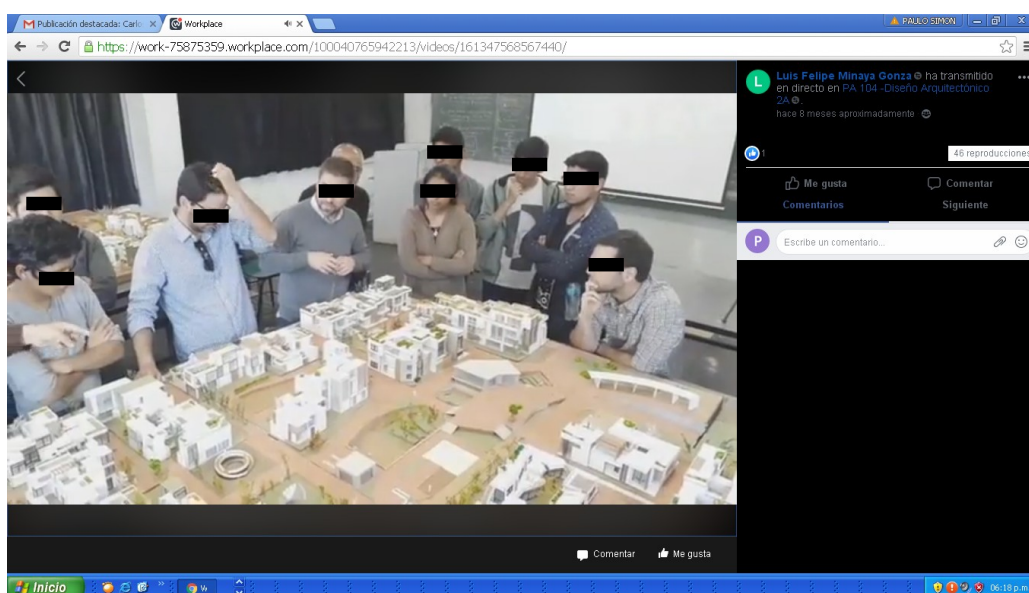 Publicación destacada: Carlo
Workplace
PAULO SIMON
https://work-75875359.workplace.com/100040765942213/videos/161347568567440/
L
Luis Felipe Minaya Gonza ha transmitido
en directo en PA 104 -Diseño Arquitectónico
2A.
hace 8 meses aproximadamente
1
46 reproducciones
Me gusta
Comentar
Comentarios
Siguiente
P
Escribe un comentario...
Comentar
Me gusta
Inicio
W
06:18 p.m.